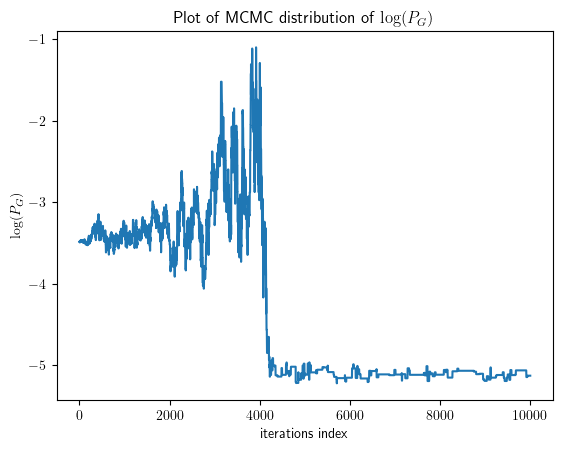 Plot of MCMC distribution of log(P_G)
−1
−2
−3
−4
−5
log(P_G)
0 2000 4000 6000 8000 10000
iterations index